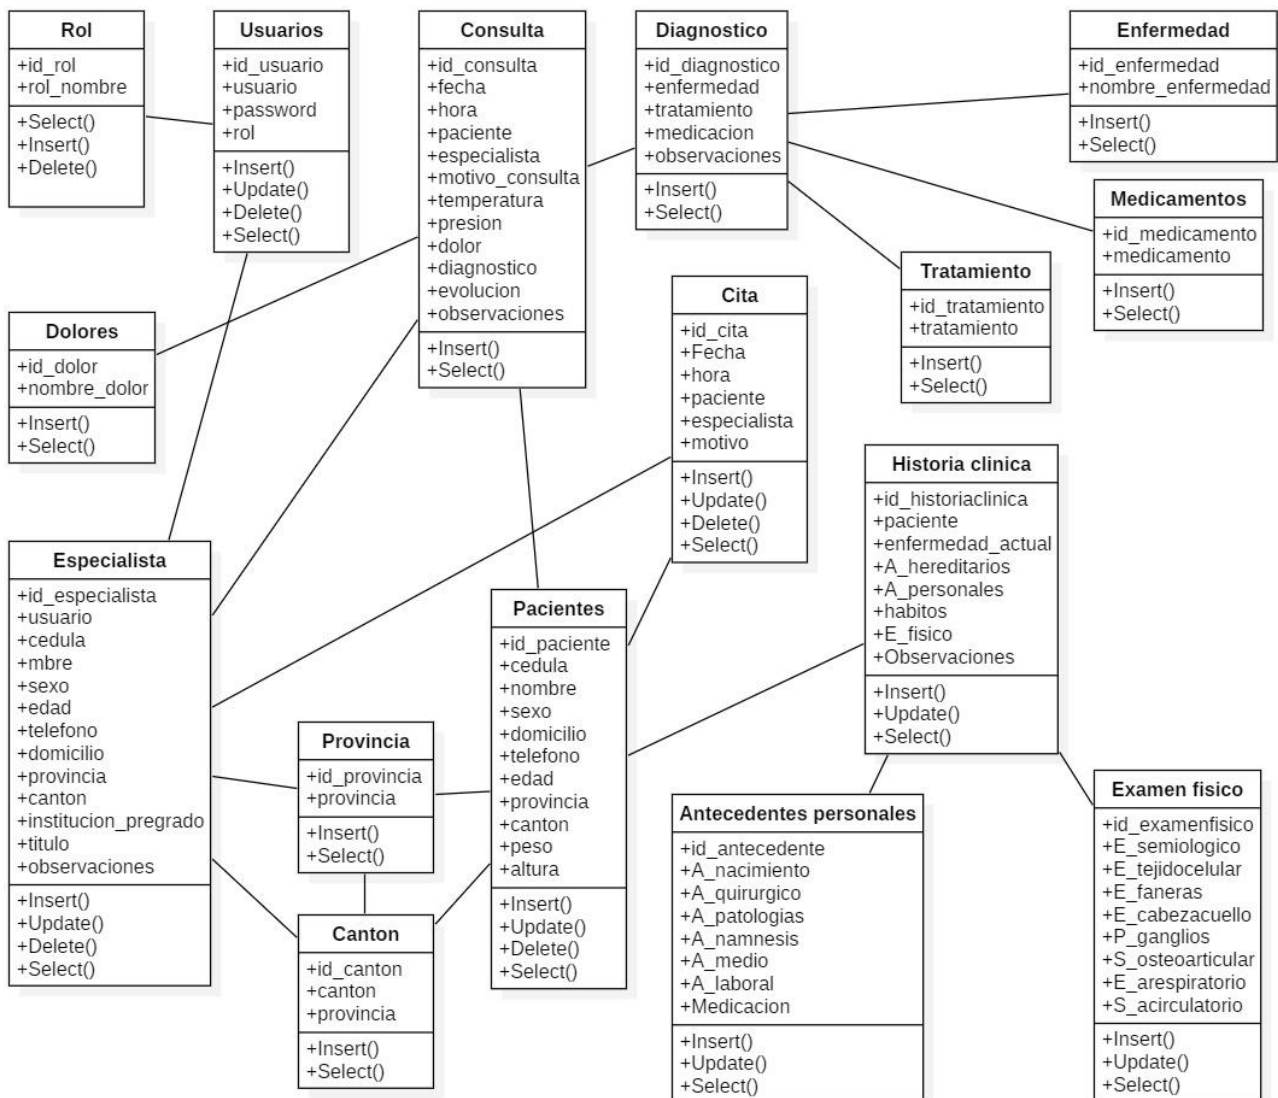 Rol
+id_rol
+rol_nombre
+Select()
+Insert()
+Delete()
Usuarios
+id_usuario
+usuario
+password
+rol
+Insert()
+Update()
+Delete()
+Select()
Consulta
+id_consulta
+fecha
+hora
+paciente
+especialista
+motivo_consulta
+temperatura
+presion
+dolor
+diagnostico
+evolucion
+observaciones
+Insert()
+Select()
Diagnostico
+id_diagnostico
+enfermedad
+tratamiento
+medicacion
+observaciones
+Insert()
+Select()
Enfermedad
+id_enfermedad
+nombre_enfermedad
+Insert()
+Select()
Medicamentos
+id_medicamento
+medicamento
+Insert()
+Select()
Tratamiento
+id_tratamiento
+tratamiento
+Insert()
+Select()
Dolores
+id_dolor
+nombre_dolor
+Insert()
+Select()
Cita
+id_cita
+Fecha
+hora
+paciente
+especialista
+motivo
+Insert()
+Update()
+Delete()
+Select()
Historia clinica
+id_historiaclinica
+paciente
+enfermedad_actual
+A_hereditarios
+A_personales
+habitos
+E_fisico
+Observaciones
+Insert()
+Update()
+Select()
Especialista
+id_especialista
+usuario
+cedula
+mbre
+sexo
+edad
+telefono
+domicilio
+provincia
+canton
+institucion_pregrado
+titulo
+observaciones
+Insert()
+Update()
+Delete()
+Select()
Pacientes
+id_paciente
+cedula
+nombre
+sexo
+domicilio
+telefono
+edad
+provincia
+canton
+peso
+altura
+Insert()
+Update()
+Delete()
+Select()
Provincia
+id_provincia
+provincia
+Insert()
+Select()
Canton
+id_canton
+canton
+provincia
+Insert()
+Select()
Antecedentes personales
+id_antecedente
+A_nacimiento
+A_quirurgico
+A_patologias
+A_namnesis
+A_medio
+A_laboral
+Medicacion
+Insert()
+Update()
+Select()
Examen fisico
+id_examenfisico
+E_semiologico
+E_tejidocelular
+E_faneras
+E_cabezacuello
+P_ganglios
+S_osteoarticular
+E_arespiratorio
+S_acirculatorio
+Insert()
+Update()
+Select()